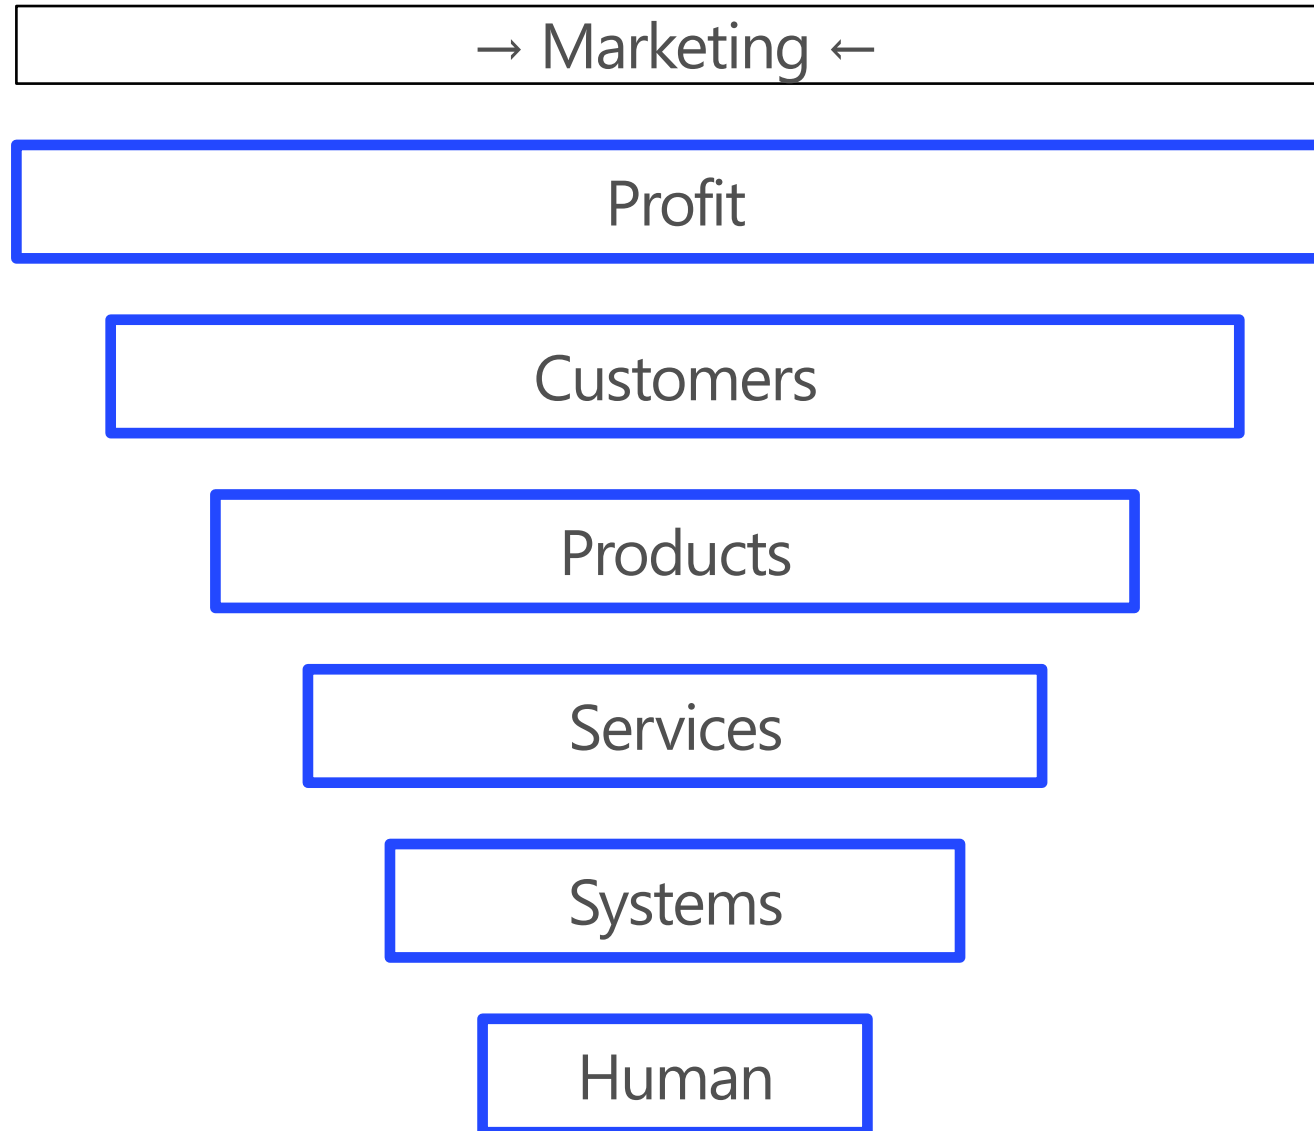 → Marketing ←
Profit
Customers
Products
Services
Systems
Human